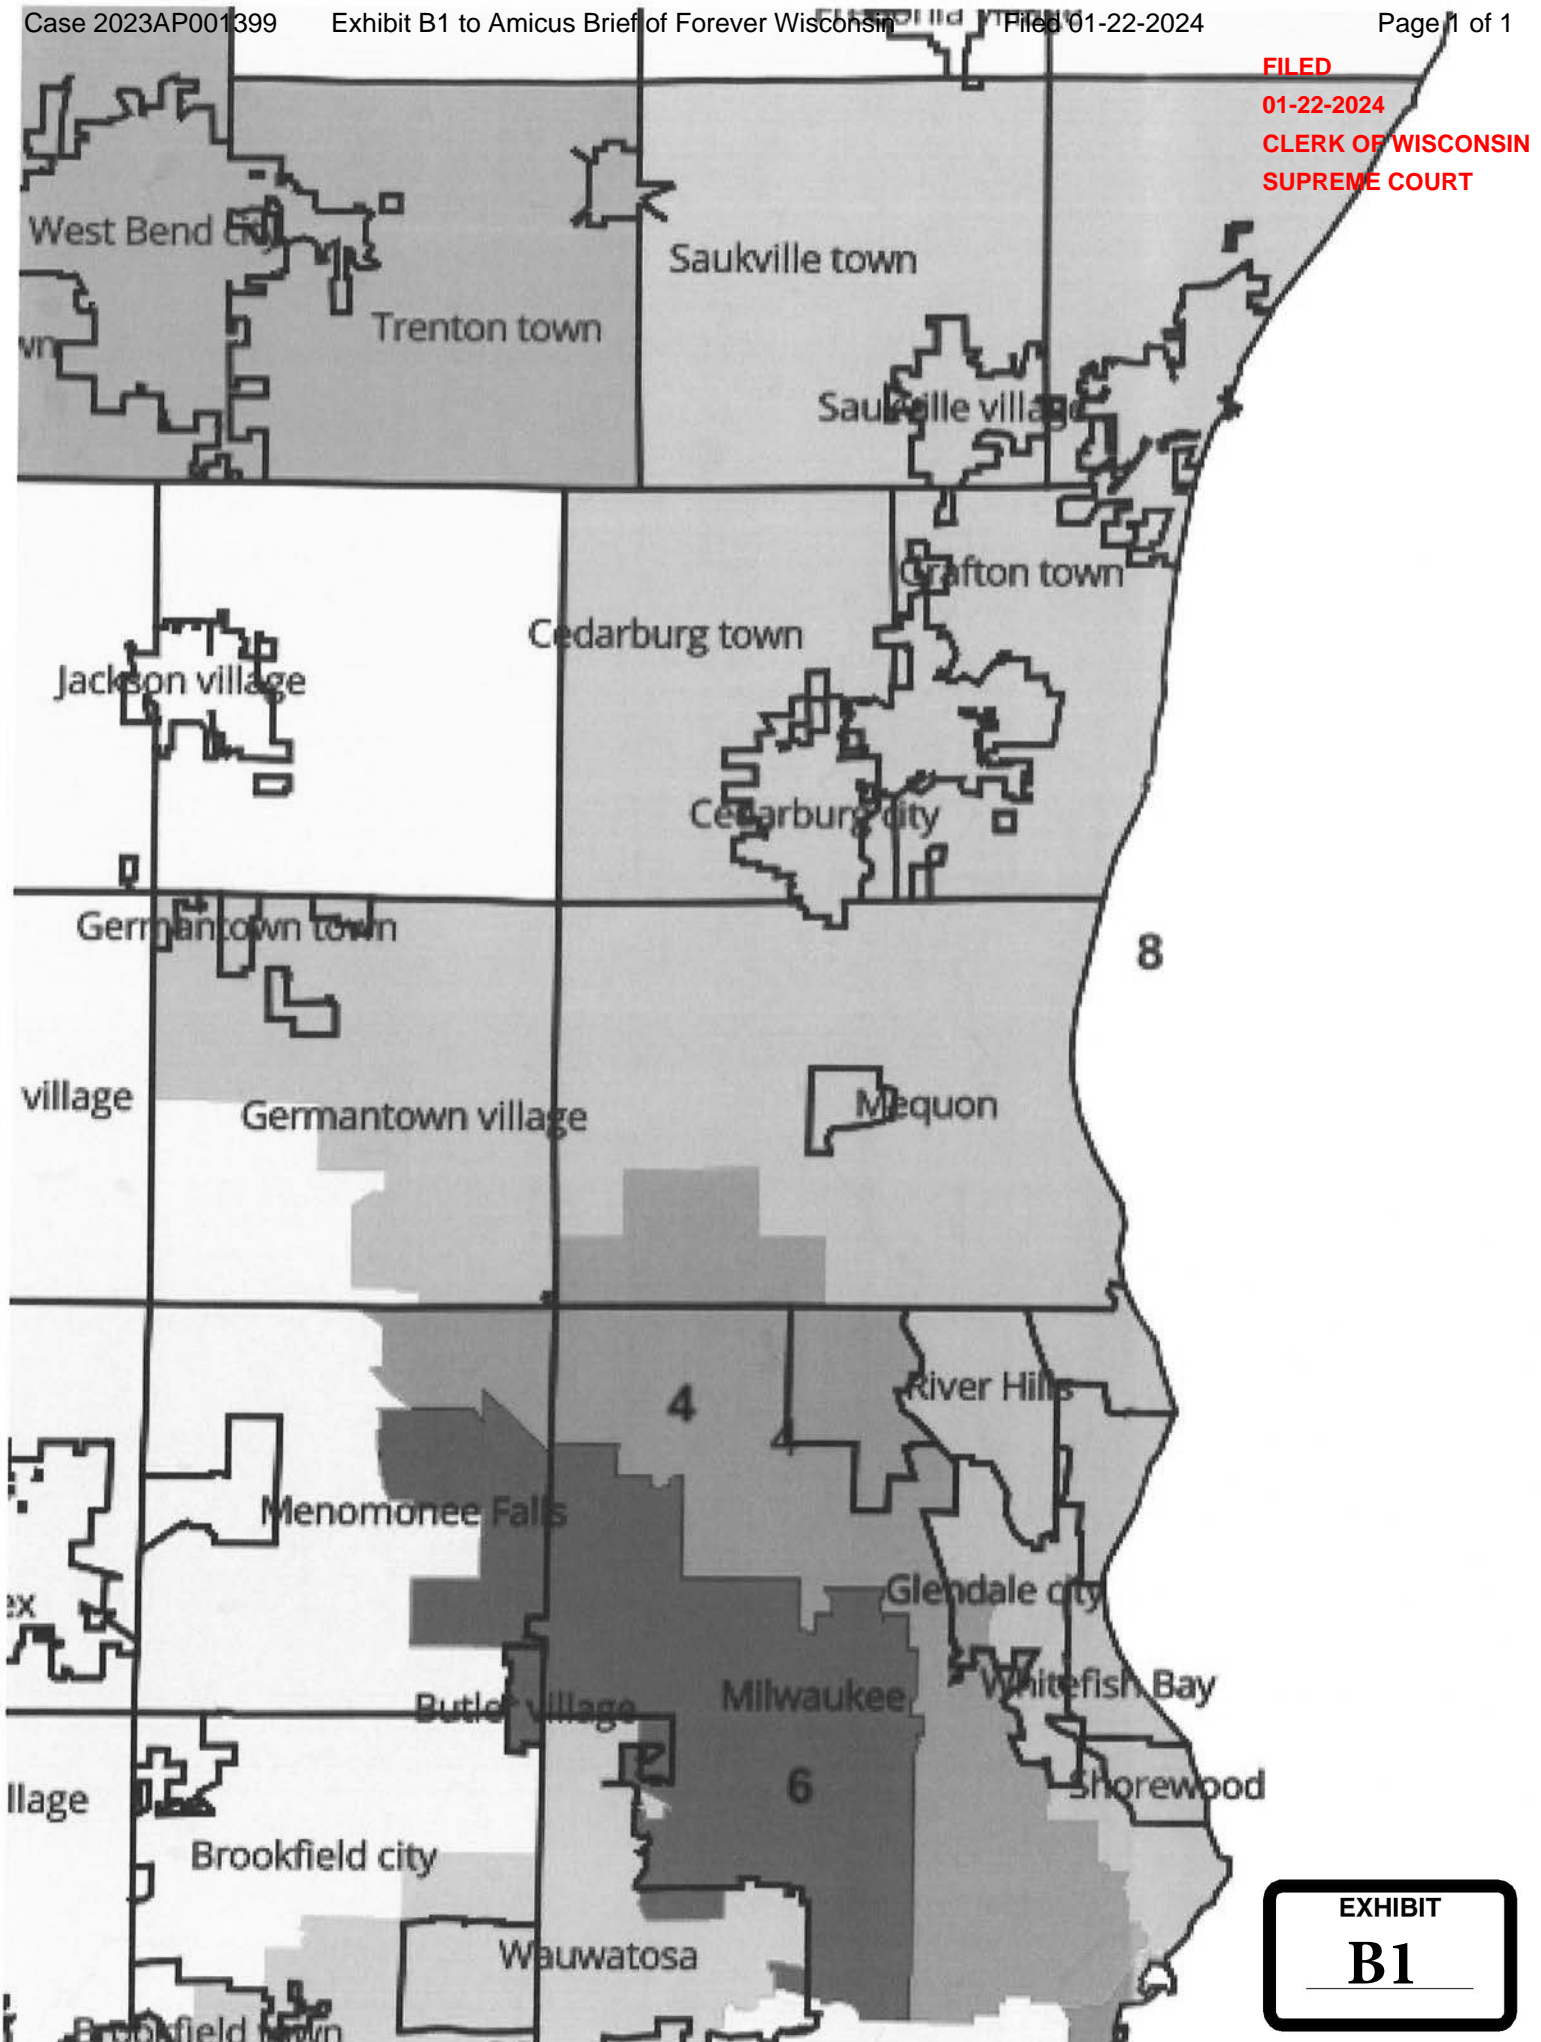 Case 2023AP001399 Exhibit B1 to Amicus Brief of Forever Wisconsin Filed 01-22-2024 Page 1 of 1
FILED
01-22-2024
CLERK OF WISCONSIN
SUPREME COURT
West Bend city
Saukville town
Trenton town
wn
Saukville village
Grafton town
Cedarburg town
Jackson village
Cedarburg city
Germantown town
8
village
Germantown village
Mequon
River Hills
4
Menomonee Falls
Glendale city
ex
Whitefish Bay
Milwaukee
Butler village
6
Shorewood
llage
Brookfield city
EXHIBIT
B1
Wauwatosa
Brookfield town